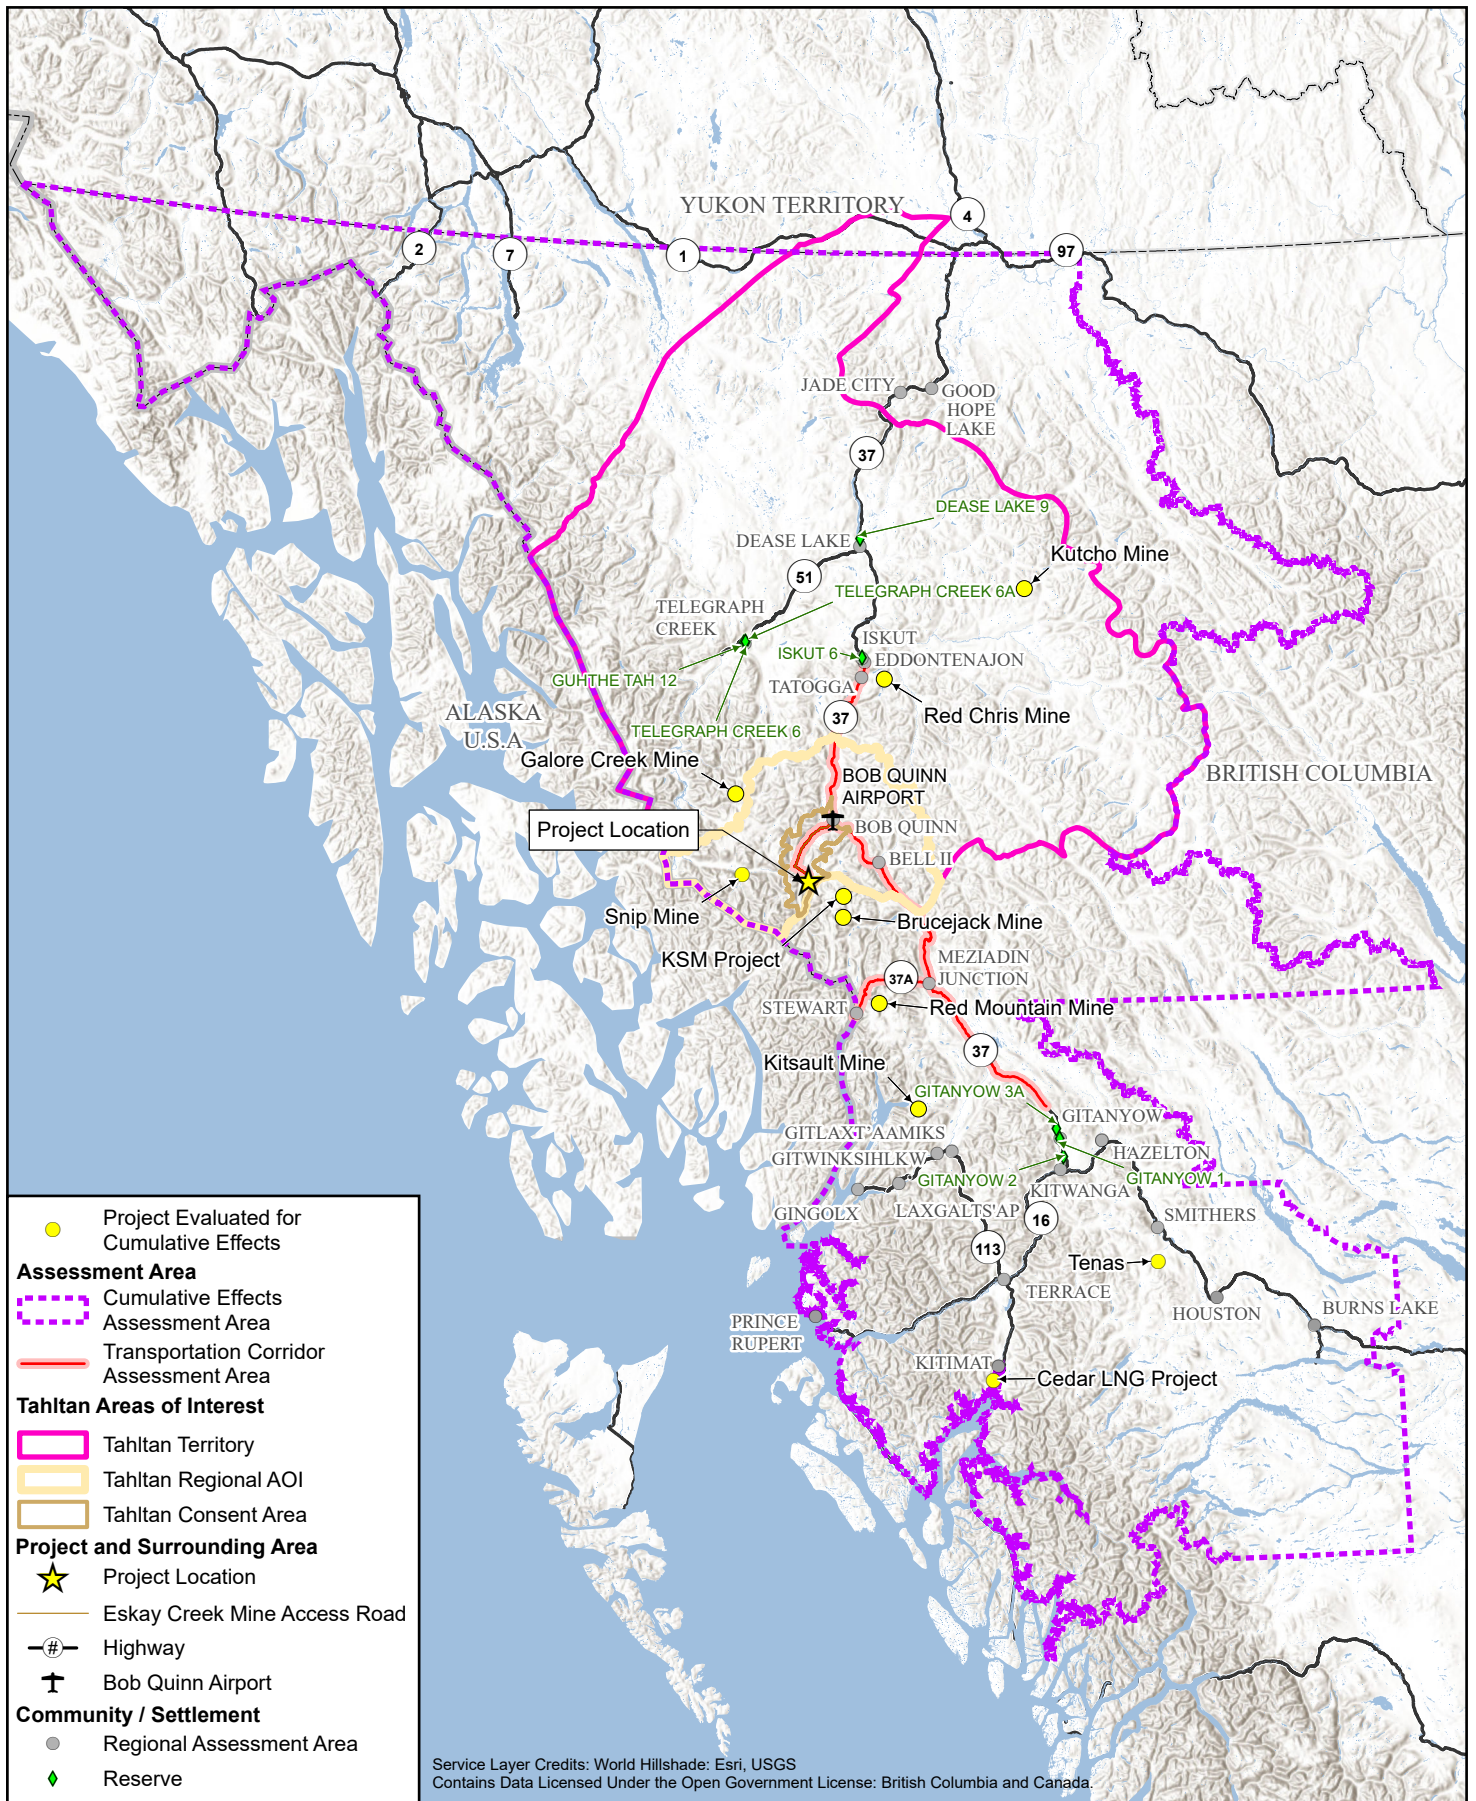 YUKON TERRITORY
4
2
7
1
97
JADE CITY
GOOD
HOPE
LAKE
37
DEASE LAKE 9
DEASE LAKE
Kutcho Mine
51
TELEGRAPH CREEK 6A
TELEGRAPH
CREEK
ISKUT
ISKUT 6
EDDONTENAJON
GUHTHE TAH 12
TATOGGA
ALASKA
U.S.A
37
Red Chris Mine
TELEGRAPH CREEK 6
Galore Creek Mine
BRITISH COLUMBIA
BOB QUINN
AIRPORT
Project Location
BOB QUINN
BELL II
Snip Mine
Brucejack Mine
KSM Project
MEZIADIN
JUNCTION
37A
STEWART
Red Mountain Mine
37
Kitsault Mine
GITANYOW 3A
GITANYOW
GITLAXT'AAMIKS
HAZELTON
GITWINKSIHLKW
GITANYOW 2
GITANYOW 1
KITWANGA
GINGOLX
LAXGALTS'AP
16
SMITHERS
113
Tenas
TERRACE
HOUSTON
BURNS LAKE
PRINCE
RUPERT
KITIMAT
Cedar LNG Project
Project Evaluated for
Cumulative Effects
Assessment Area
Cumulative Effects
Assessment Area
Transportation Corridor
Assessment Area
Tahltan Areas of Interest
Tahltan Territory
Tahltan Regional AOI
Tahltan Consent Area
Project and Surrounding Area
Project Location
Eskay Creek Mine Access Road
# Highway
Bob Quinn Airport
Community / Settlement
Regional Assessment Area
Reserve
Service Layer Credits: World Hillshade: Esri, USGS
Contains Data Licensed Under the Open Government License: British Columbia and Canada.